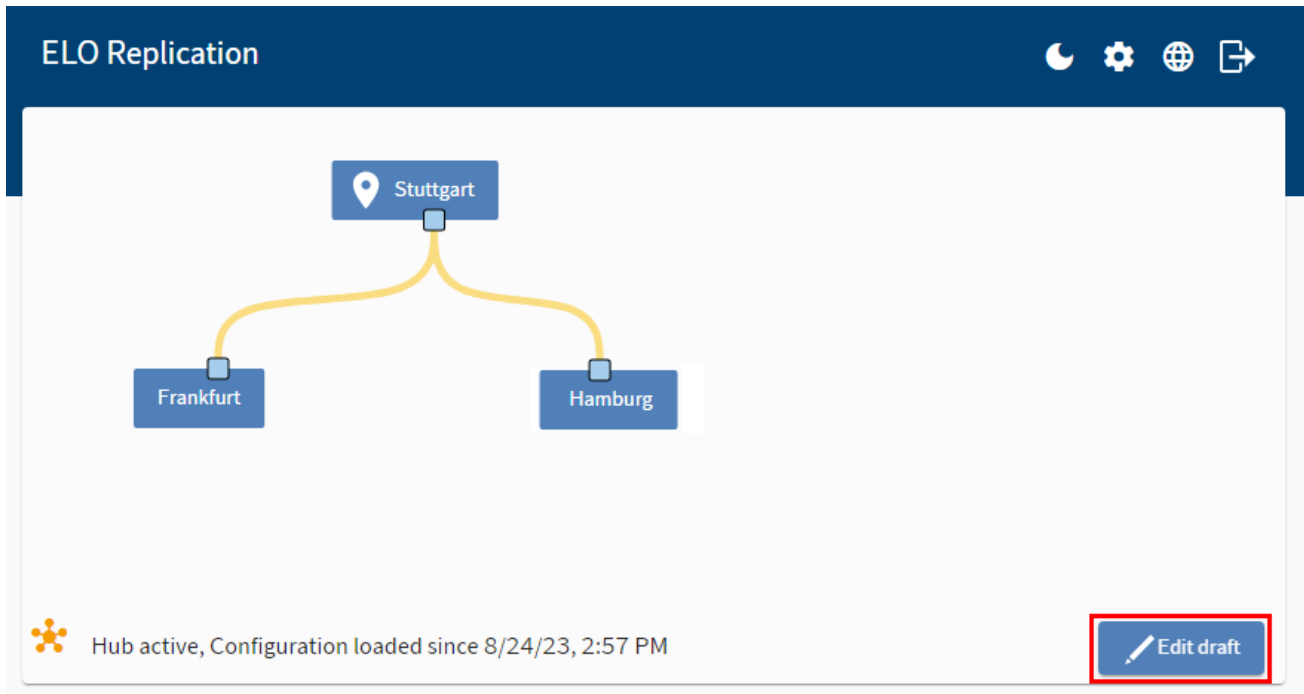 ELO Replication
Stuttgart
Frankfurt
Hamburg
Hub active, Configuration loaded since 8/24/23, 2:57 PM
Edit draft